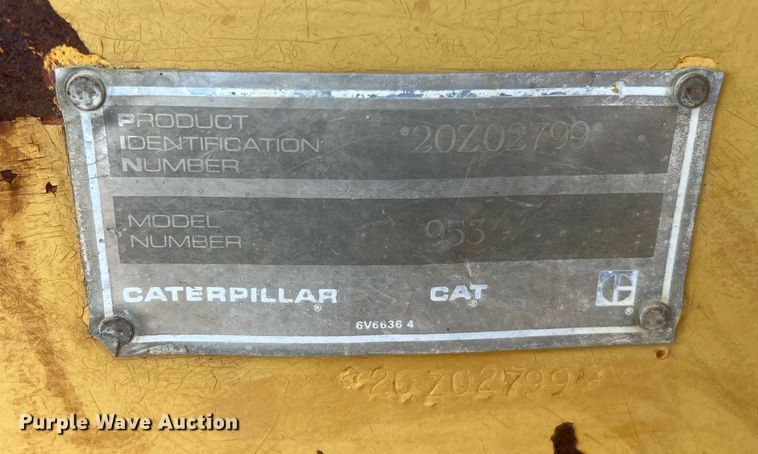 PRODUCT
IDENTIFICATION
NUMBER
*20Z02799*
MODEL
NUMBER
953
CATERPILLAR®
CAT
®
6V6636 4
*20Z02799*
Purple Wave Auction